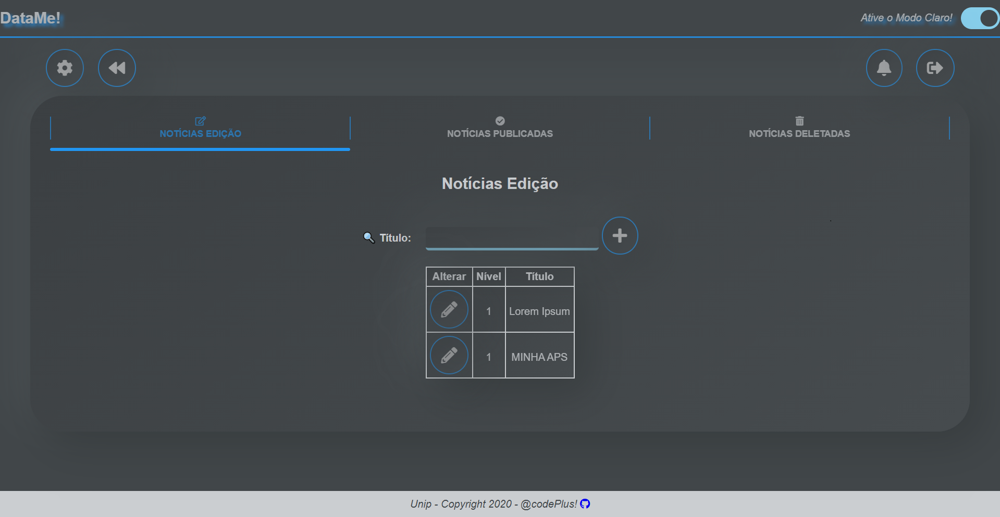 DataMe!
Ative o Modo Claro!
NOTÍCIAS EDIÇÃO
NOTÍCIAS PUBLICADAS
NOTÍCIAS DELETADAS
Notícias Edição
Título:
Alterar Nível Título
1 Lorem Ipsum
1 MINHA APS
Unip - Copyright 2020 - @codePlus!